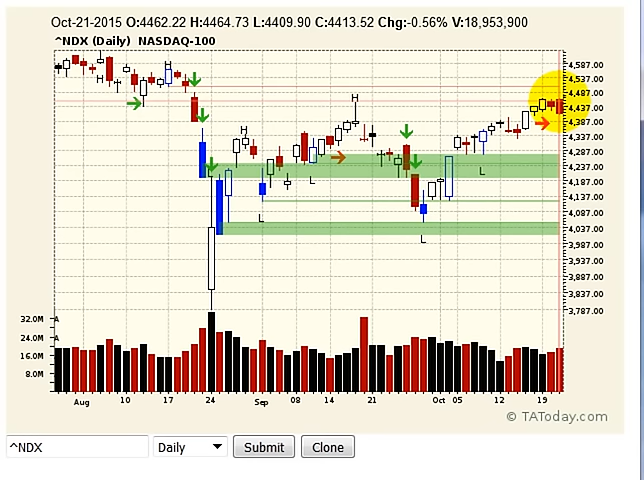 Oct-21-2015 O:4462.22 H:4464.73 L:4409.90 C:4413.52 Chg:-0.56% V:18,953,900
^NDX (Daily) NASDAQ-100
4,587.00
4,537.00
4,487.00
4,437.00
4,387.00
4,337.00
4,297.00
4,237.00
4,187.00
4,137.00
4,087.00
4,037.00
3,987.00
3,937.00
3,887.00
3,837.00
3,787.00
H
H
H
H
L
L
L
L
32.0M A
24.0M A
16.0M
8.0M
Aug 10 17 24 Sep 08 14 21 Oct 05 12 19
© TAToday.com
^NDX Daily Submit Clone